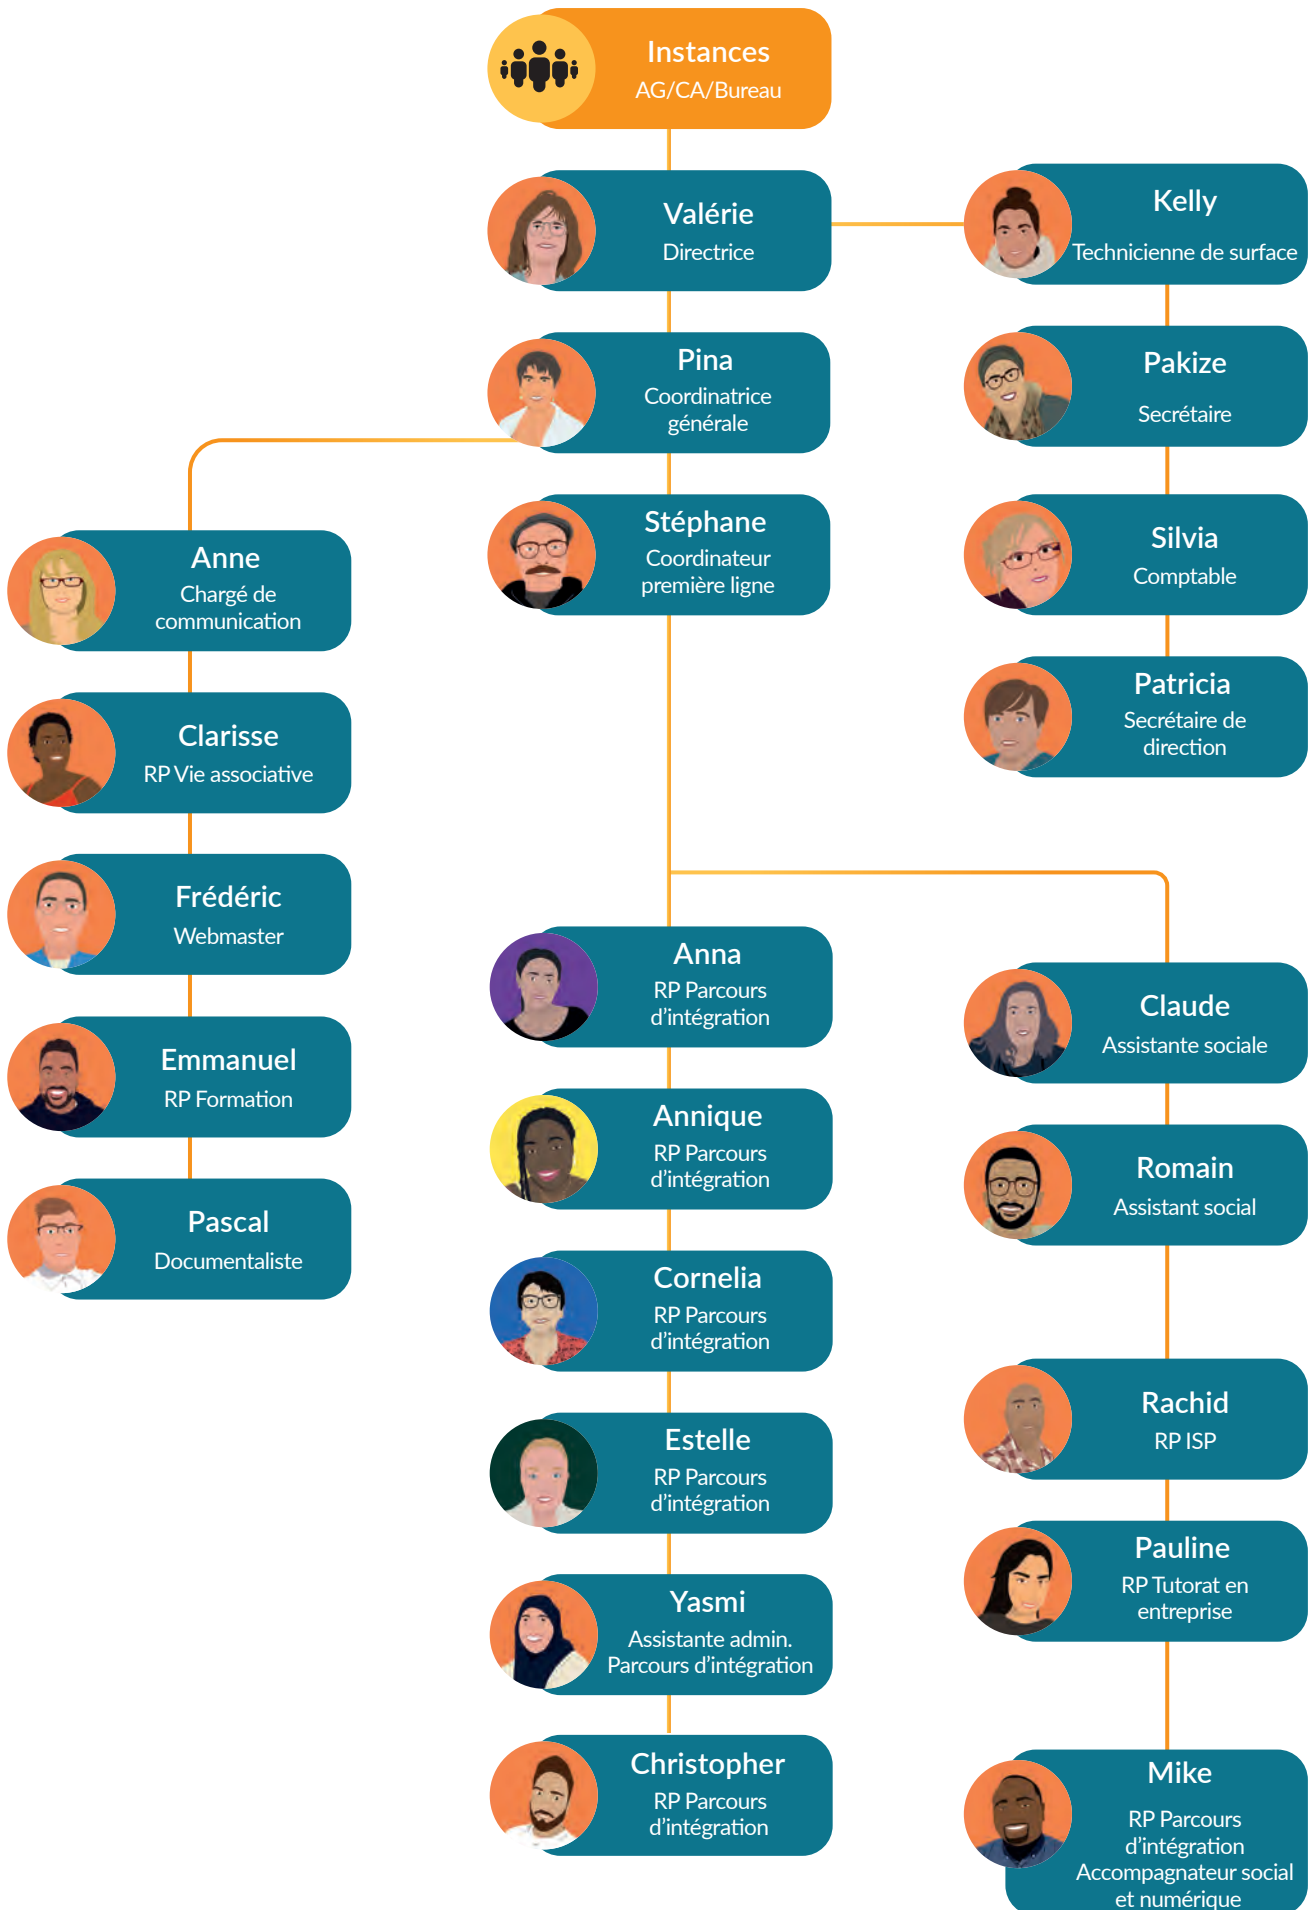 Instances
AG/CA/Bureau
Valérie
Directrice
Kelly
Technicienne de surface
Pina
Coordinatrice
générale
Pakize
Secrétaire
Stéphane
Coordinateur
première ligne
Silvia
Comptable
Patricia
Secrétaire de
direction
Anne
Chargé de
communication
Clarisse
RP Vie associative
Frédéric
Webmaster
Emmanuel
RP Formation
Pascal
Documentaliste
Anna
RP Parcours
d’intégration
Annique
RP Parcours
d’intégration
Cornelia
RP Parcours
d’intégration
Estelle
RP Parcours
d’intégration
Yasmi
Assistante admin.
Parcours d’intégration
Christopher
RP Parcours
d’intégration
Claude
Assistante sociale
Romain
Assistant social
Rachid
RP ISP
Pauline
RP Tutorat en
entreprise
Mike
RP Parcours
d’intégration
Accompagnateur social
et numérique